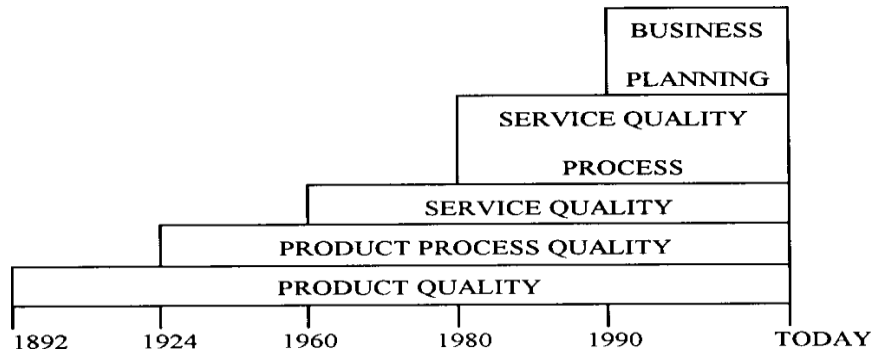 BUSINESS
PLANNING
SERVICE QUALITY
PROCESS
SERVICE QUALITY
PRODUCT PROCESS QUALITY
PRODUCT QUALITY
1892 1924 1960 1980 1990 TODAY